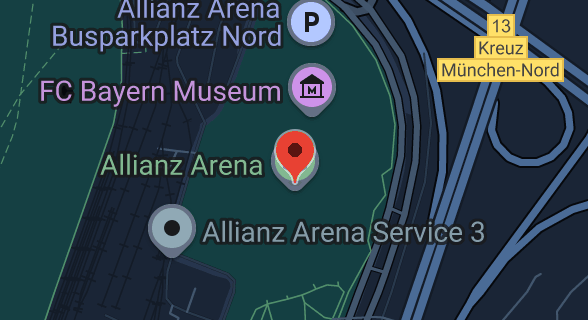 Allianz Arena
Busparkplatz Nord
P
13
Kreuz
München-Nord
FC Bayern Museum
M
Allianz Arena
Allianz Arena Service 3